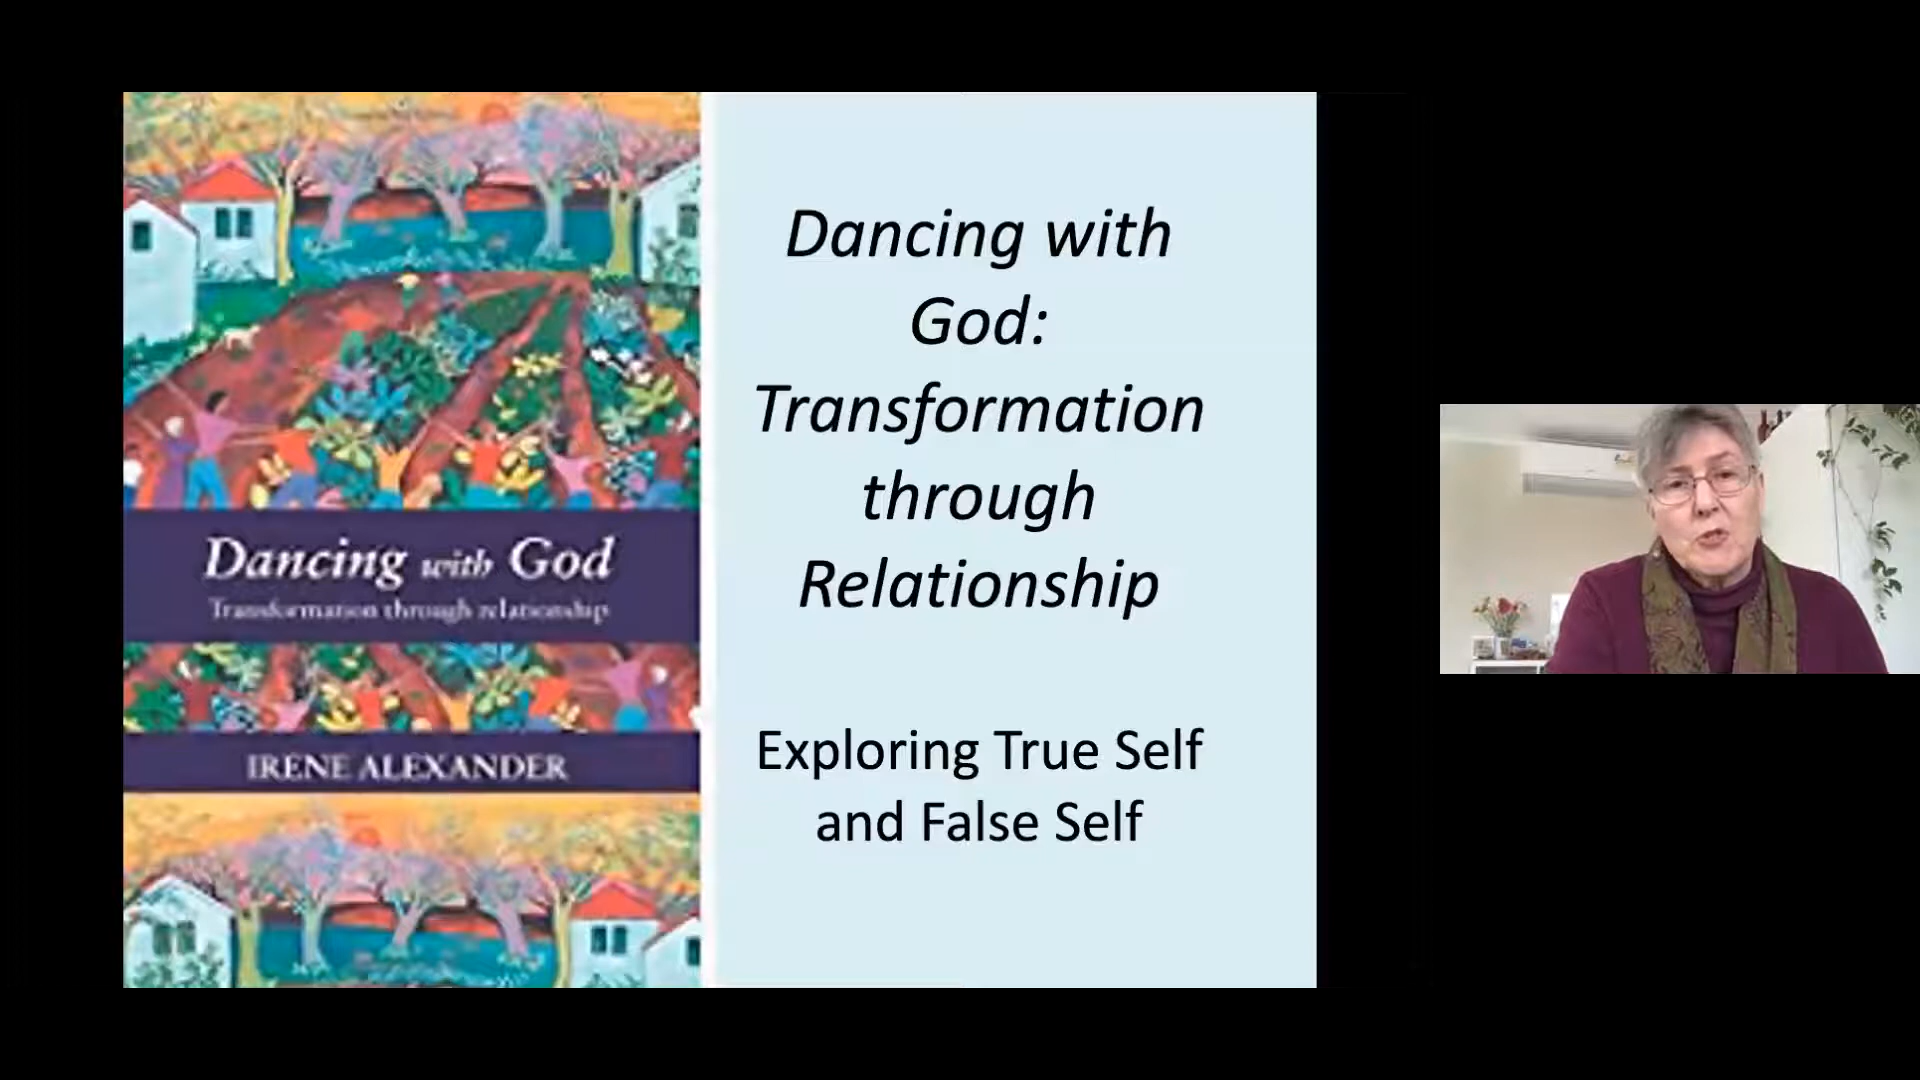 Dancing with God
Transformation through relationship
IRENE ALEXANDER
Dancing with
God:
Transformation
through
Relationship
Exploring True Self
and False Self